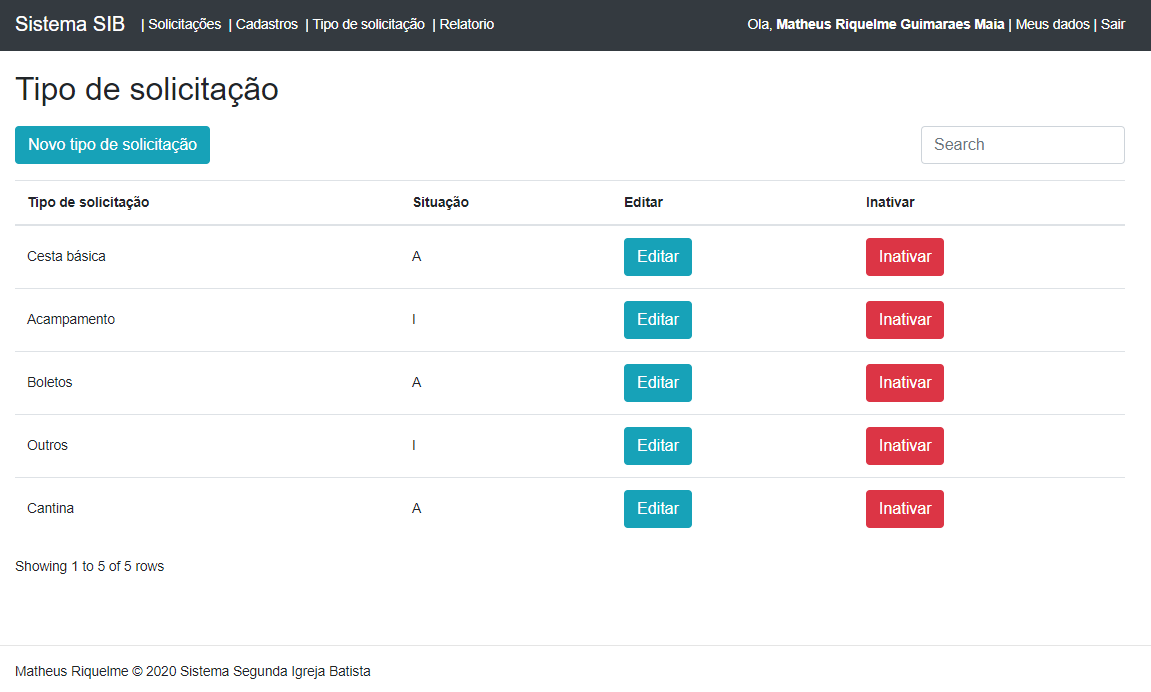 Sistema SIB | Solicitações | Cadastros | Tipo de solicitação | Relatorio Ola, Matheus Riquelme Guimaraes Maia | Meus dados | Sair
Tipo de solicitação
Novo tipo de solicitação Search
Tipo de solicitação Situação Editar Inativar
Cesta básica A Editar Inativar
Acampamento I Editar Inativar
Boletos A Editar Inativar
Outros I Editar Inativar
Cantina A Editar Inativar
Showing 1 to 5 of 5 rows
Matheus Riquelme © 2020 Sistema Segunda Igreja Batista